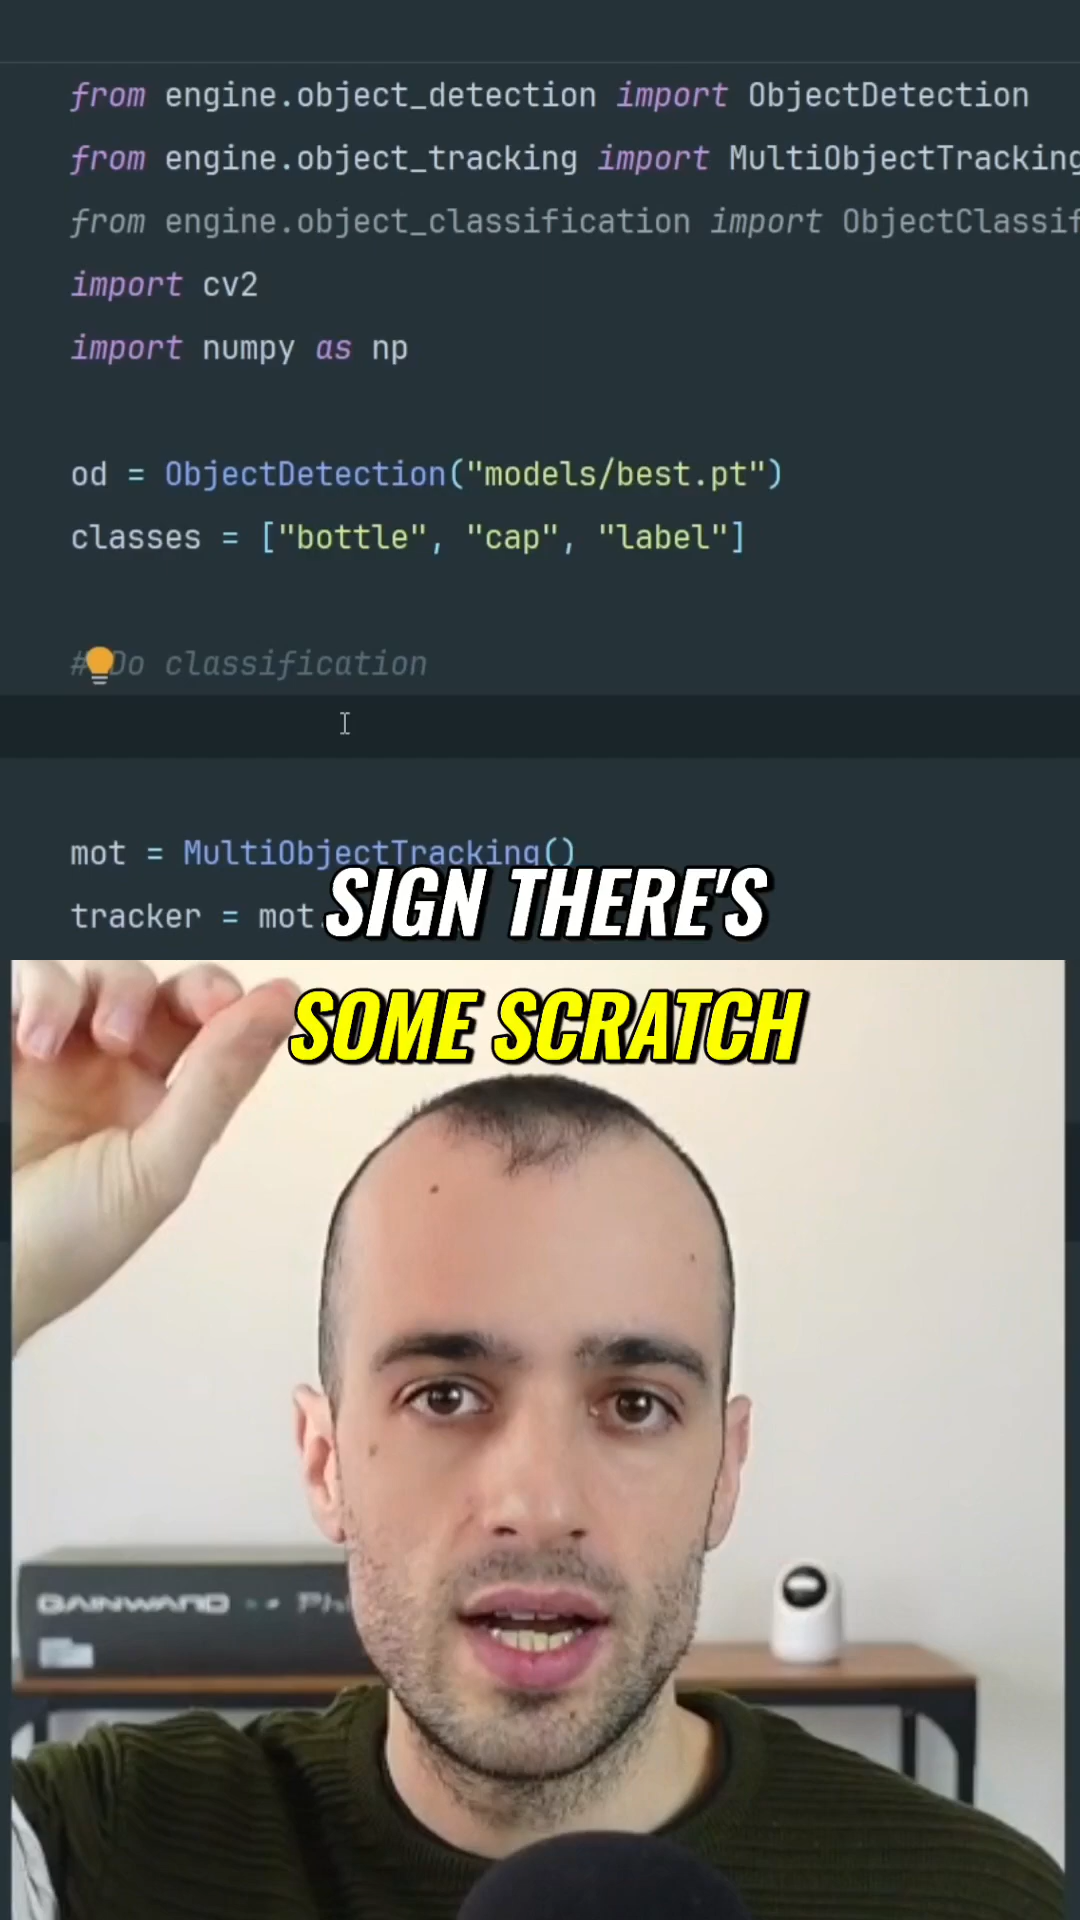 from engine.object_detection import ObjectDetection
from engine.object_tracking import MultiObjectTracking
from engine.object_classification import ObjectClassif
import cv2
import numpy as np
od = ObjectDetection("models/best.pt")
classes = ["bottle", "cap", "label"]
# Do classification
mot = MultiObjectTracking()
tracker = mot.
SIGN THERE'S
SOME SCRATCH
GAINWARD